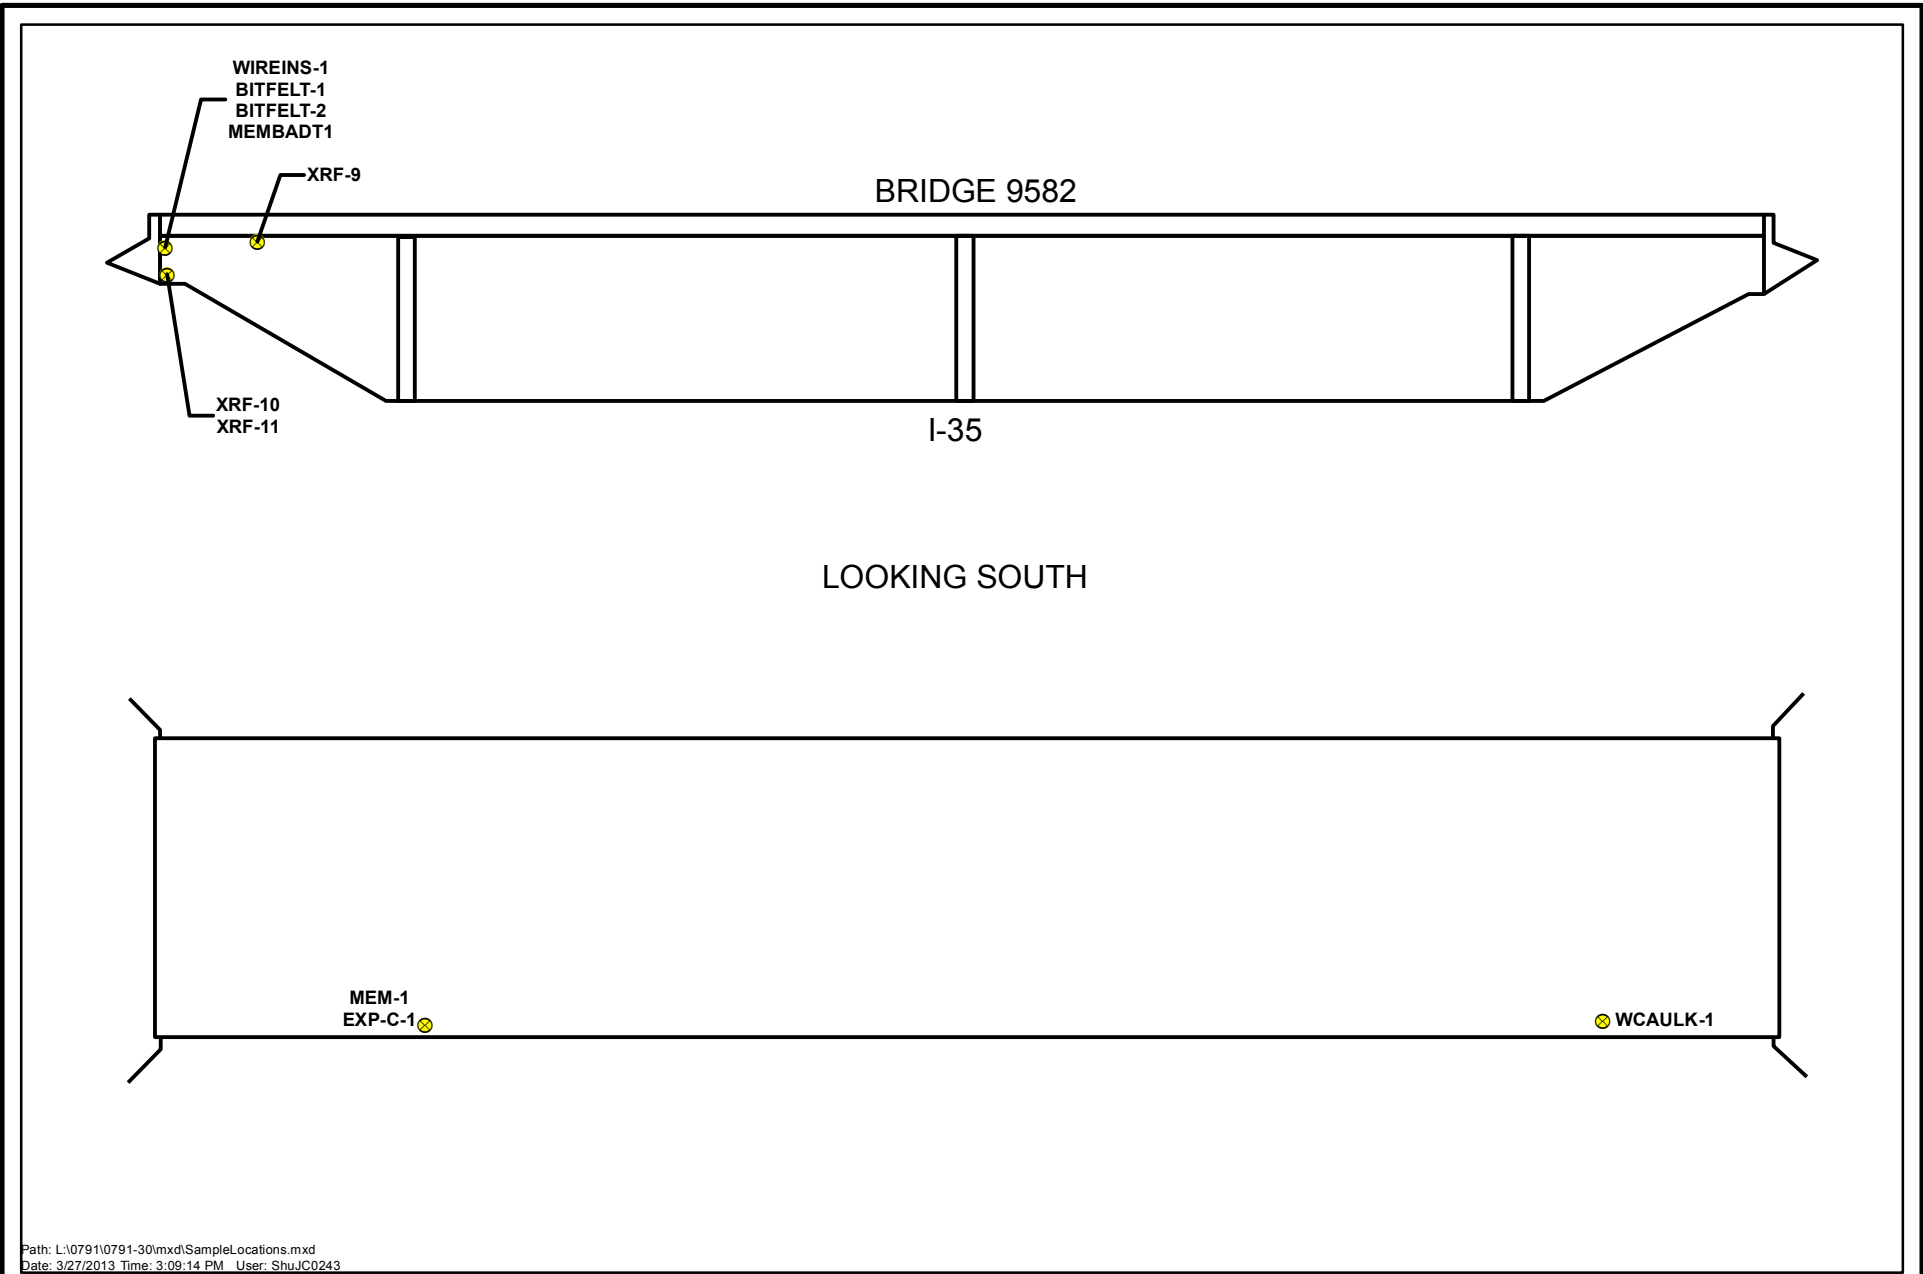 WIREINS-1
BITFELT-1
BITFELT-2
MEMBADT1
XRF-9
BRIDGE 9582
XRF-10
XRF-11
I-35
LOOKING SOUTH
MEM-1
EXP-C-1
WCAULK-1
Path: L:\0791\0791-30\mxd\SampleLocations.mxd
Date: 3/27/2013 Time: 3:09:14 PM User: ShuJC0243